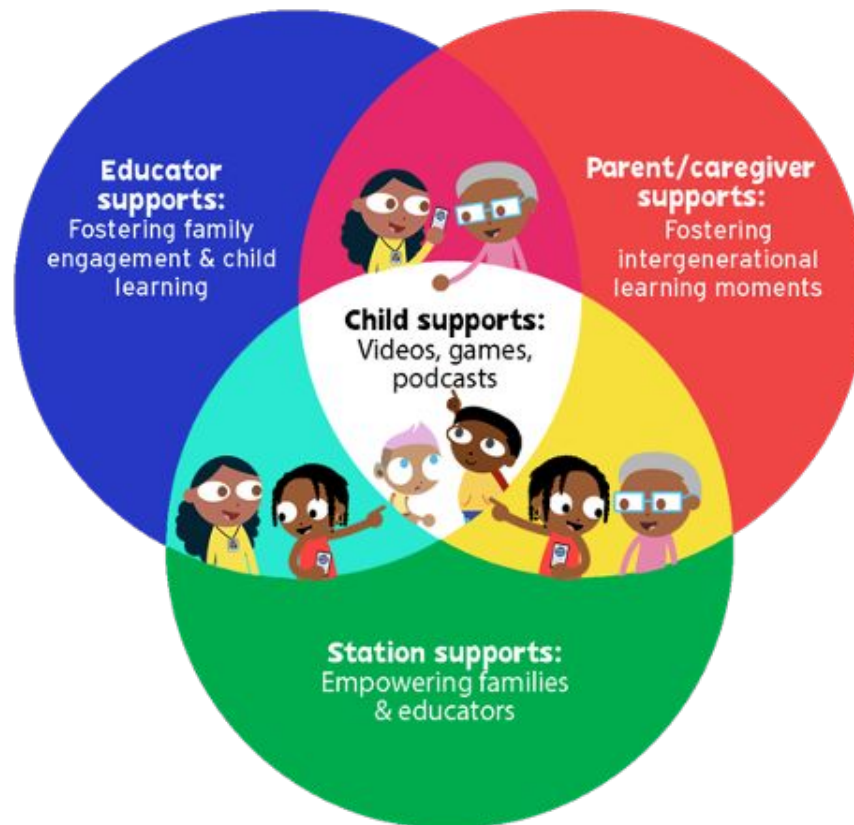 Educator
supports:
Fostering family
engagement & child
learning
Parent/caregiver
supports:
Fostering
intergenerational
learning moments
Child supports:
Videos, games,
podcasts
Station supports:
Empowering families
& educators